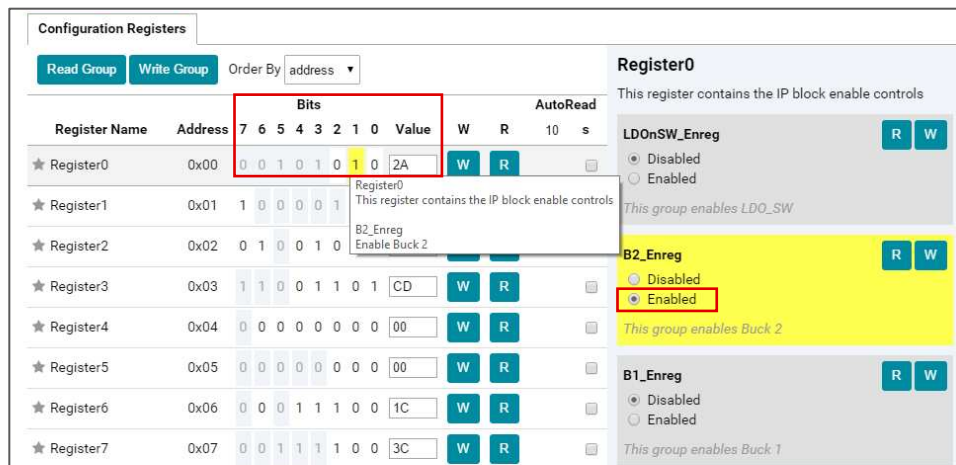 Configuration Registers
Read Group Write Group Order By address
Bits AutoRead
Register Name Address 7 6 5 4 3 2 1 0 Value W R 10 s
Register0 0x00 0 0 1 0 1 0 1 0 2A W R
Register1 0x01 1 0 0 0 0 1
Register2 0x02 0 1 0 0 1 0
Register3 0x03 1 1 0 0 1 1 0 1 CD W R
Register4 0x04 0 0 0 0 0 0 0 0 00 W R
Register5 0x05 0 0 0 0 0 0 0 0 00 W R
Register6 0x06 0 0 0 1 1 1 0 0 1C W R
Register7 0x07 0 0 1 1 1 1 0 0 3C W R
Register0
This register contains the IP block enable controls
B2_Enreg
Enable Buck 2
Register0
This register contains the IP block enable controls
LDOnSW_Enreg R W
Disabled
Enabled
This group enables LDO_SW
B2_Enreg R W
Disabled
Enabled
This group enables Buck 2
B1_Enreg R W
Disabled
Enabled
This group enables Buck 1